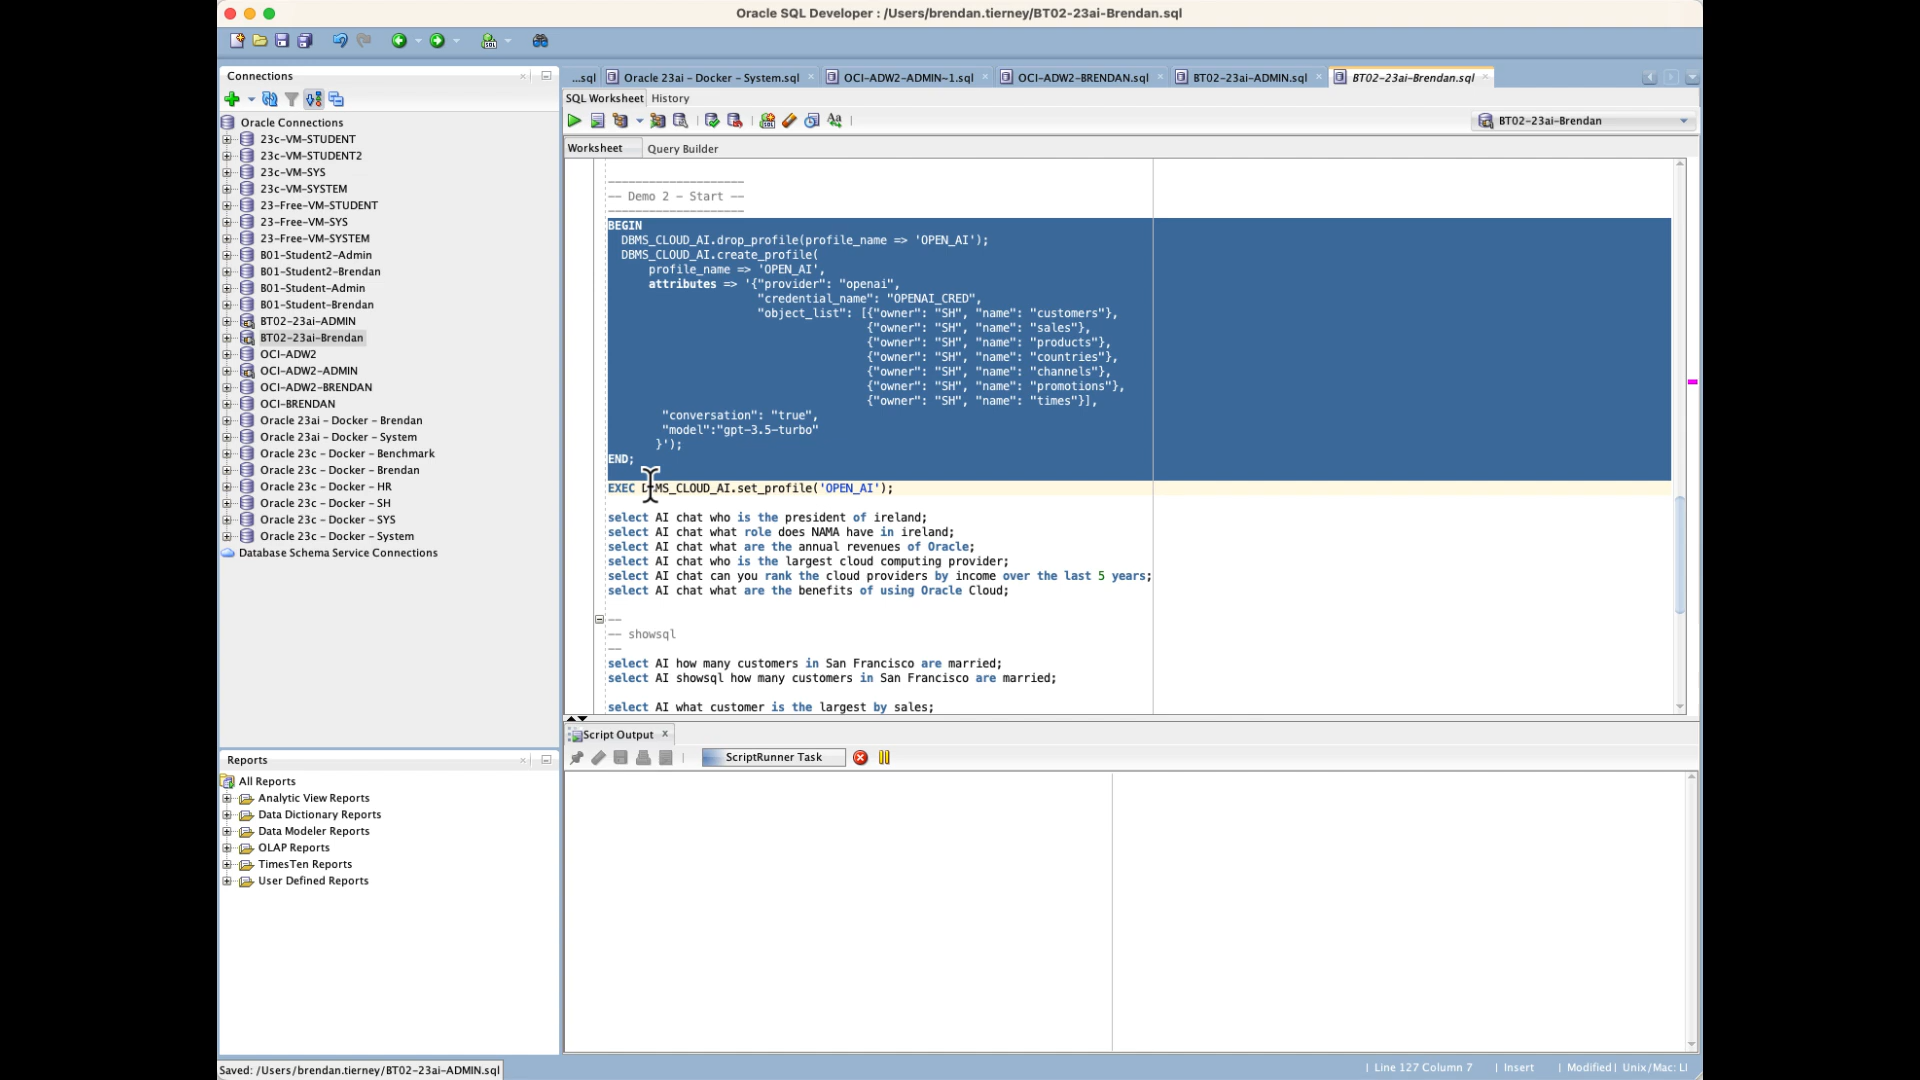 Oracle SQL Developer : /Users/brendan.tierney/BT02-23ai-Brendan.sql
Connections
Oracle Connections
23c-VM-STUDENT
23c-VM-STUDENT2
23c-VM-SYS
23c-VM-SYSTEM
23-Free-VM-STUDENT
23-Free-VM-SYS
23-Free-VM-SYSTEM
B01-Student2-Admin
B01-Student2-Brendan
B01-Student-Admin
B01-Student-Brendan
BT02-23ai-ADMIN
BT02-23ai-Brendan
OCI-ADW2
OCI-ADW2-ADMIN
OCI-ADW2-BRENDAN
OCI-BRENDAN
Oracle 23ai - Docker - Brendan
Oracle 23ai - Docker - System
Oracle 23c - Docker - Benchmark
Oracle 23c - Docker - Brendan
Oracle 23c - Docker - HR
Oracle 23c - Docker - SH
Oracle 23c - Docker - SYS
Oracle 23c - Docker - System
Database Schema Service Connections
Reports
All Reports
Analytic View Reports
Data Dictionary Reports
Data Modeler Reports
OLAP Reports
TimesTen Reports
User Defined Reports
...sql Oracle 23ai - Docker - System.sql OCI-ADW2-ADMIN~1.sql OCI-ADW2-BRENDAN.sql BT02-23ai-ADMIN.sql BT02-23ai-Brendan.sql
SQL Worksheet History
BT02-23ai-Brendan
Worksheet Query Builder
--------------------
-- Demo 2 - Start --
--------------------
BEGIN
DBMS_CLOUD_AI.drop_profile(profile_name => 'OPEN_AI');
DBMS_CLOUD_AI.create_profile(
profile_name => 'OPEN_AI',
attributes => '{"provider": "openai",
"credential_name": "OPENAI_CRED",
"object_list": [{"owner": "SH", "name": "customers"},
{"owner": "SH", "name": "sales"},
{"owner": "SH", "name": "products"},
{"owner": "SH", "name": "countries"},
{"owner": "SH", "name": "channels"},
{"owner": "SH", "name": "promotions"},
{"owner": "SH", "name": "times"}],
"conversation": "true",
"model":"gpt-3.5-turbo"
}');
END;
EXEC DBMS_CLOUD_AI.set_profile('OPEN_AI');
select AI chat who is the president of ireland;
select AI chat what role does NAMA have in ireland;
select AI chat what are the annual revenues of Oracle;
select AI chat who is the largest cloud computing provider;
select AI chat can you rank the cloud providers by income over the last 5 years;
select AI chat what are the benefits of using Oracle Cloud;
--
-- showsql
--
select AI how many customers in San Francisco are married;
select AI showsql how many customers in San Francisco are married;
select AI what customer is the largest by sales;
Script Output
ScriptRunner Task
Saved: /Users/brendan.tierney/BT02-23ai-ADMIN.sql
Line 127 Column 7 | Insert | Modified | Unix/Mac: LI